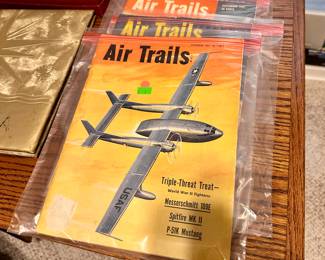 Air Trails
Air Trails
Air Trails
Triple-Threat Treat—
World War II Fighters
Messerschmitt 109E
Spitfire MK II
P-51K Mustang
USAF